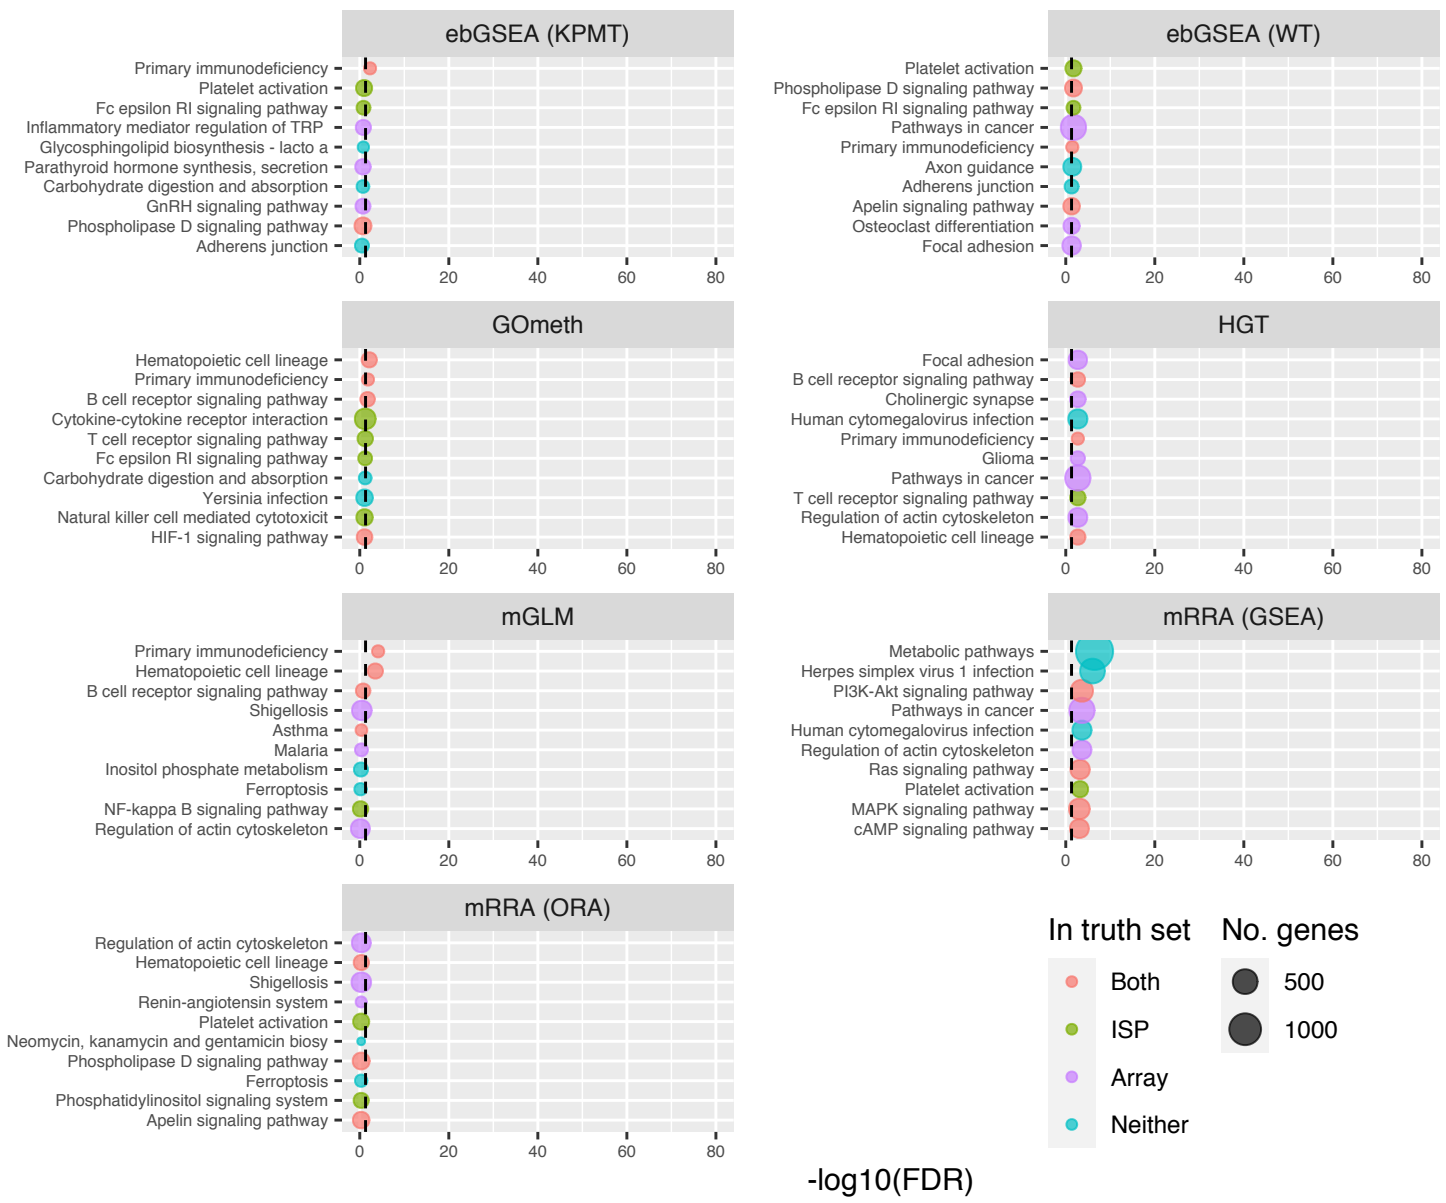 ebGSEA (KPMT)
Primary immunodeficiency
Platelet activation
Fc epsilon RI signaling pathway
Inflammatory mediator regulation of TRP
Glycosphingolipid biosynthesis - lacto a
Parathyroid hormone synthesis, secretion
Carbohydrate digestion and absorption
GnRH signaling pathway
Phospholipase D signaling pathway
Adherens junction
0 20 40 60 80
ebGSEA (WT)
Platelet activation
Phospholipase D signaling pathway
Fc epsilon RI signaling pathway
Pathways in cancer
Primary immunodeficiency
Axon guidance
Adherens junction
Apelin signaling pathway
Osteoclast differentiation
Focal adhesion
0 20 40 60 80
GOmeth
Hematopoietic cell lineage
Primary immunodeficiency
B cell receptor signaling pathway
Cytokine-cytokine receptor interaction
T cell receptor signaling pathway
Fc epsilon RI signaling pathway
Carbohydrate digestion and absorption
Yersinia infection
Natural killer cell mediated cytotoxicit
HIF-1 signaling pathway
0 20 40 60 80
HGT
Focal adhesion
B cell receptor signaling pathway
Cholinergic synapse
Human cytomegalovirus infection
Primary immunodeficiency
Glioma
Pathways in cancer
T cell receptor signaling pathway
Regulation of actin cytoskeleton
Hematopoietic cell lineage
0 20 40 60 80
mGLM
Primary immunodeficiency
Hematopoietic cell lineage
B cell receptor signaling pathway
Shigellosis
Asthma
Malaria
Inositol phosphate metabolism
Ferroptosis
NF-kappa B signaling pathway
Regulation of actin cytoskeleton
0 20 40 60 80
mRRA (GSEA)
Metabolic pathways
Herpes simplex virus 1 infection
PI3K-Akt signaling pathway
Pathways in cancer
Human cytomegalovirus infection
Regulation of actin cytoskeleton
Ras signaling pathway
Platelet activation
MAPK signaling pathway
cAMP signaling pathway
0 20 40 60 80
mRRA (ORA)
Regulation of actin cytoskeleton
Hematopoietic cell lineage
Shigellosis
Renin-angiotensin system
Platelet activation
Neomycin, kanamycin and gentamicin biosy
Phospholipase D signaling pathway
Ferroptosis
Phosphatidylinositol signaling system
Apelin signaling pathway
0 20 40 60 80
In truth set
Both
ISP
Array
Neither
No. genes
500
1000
-log10(FDR)